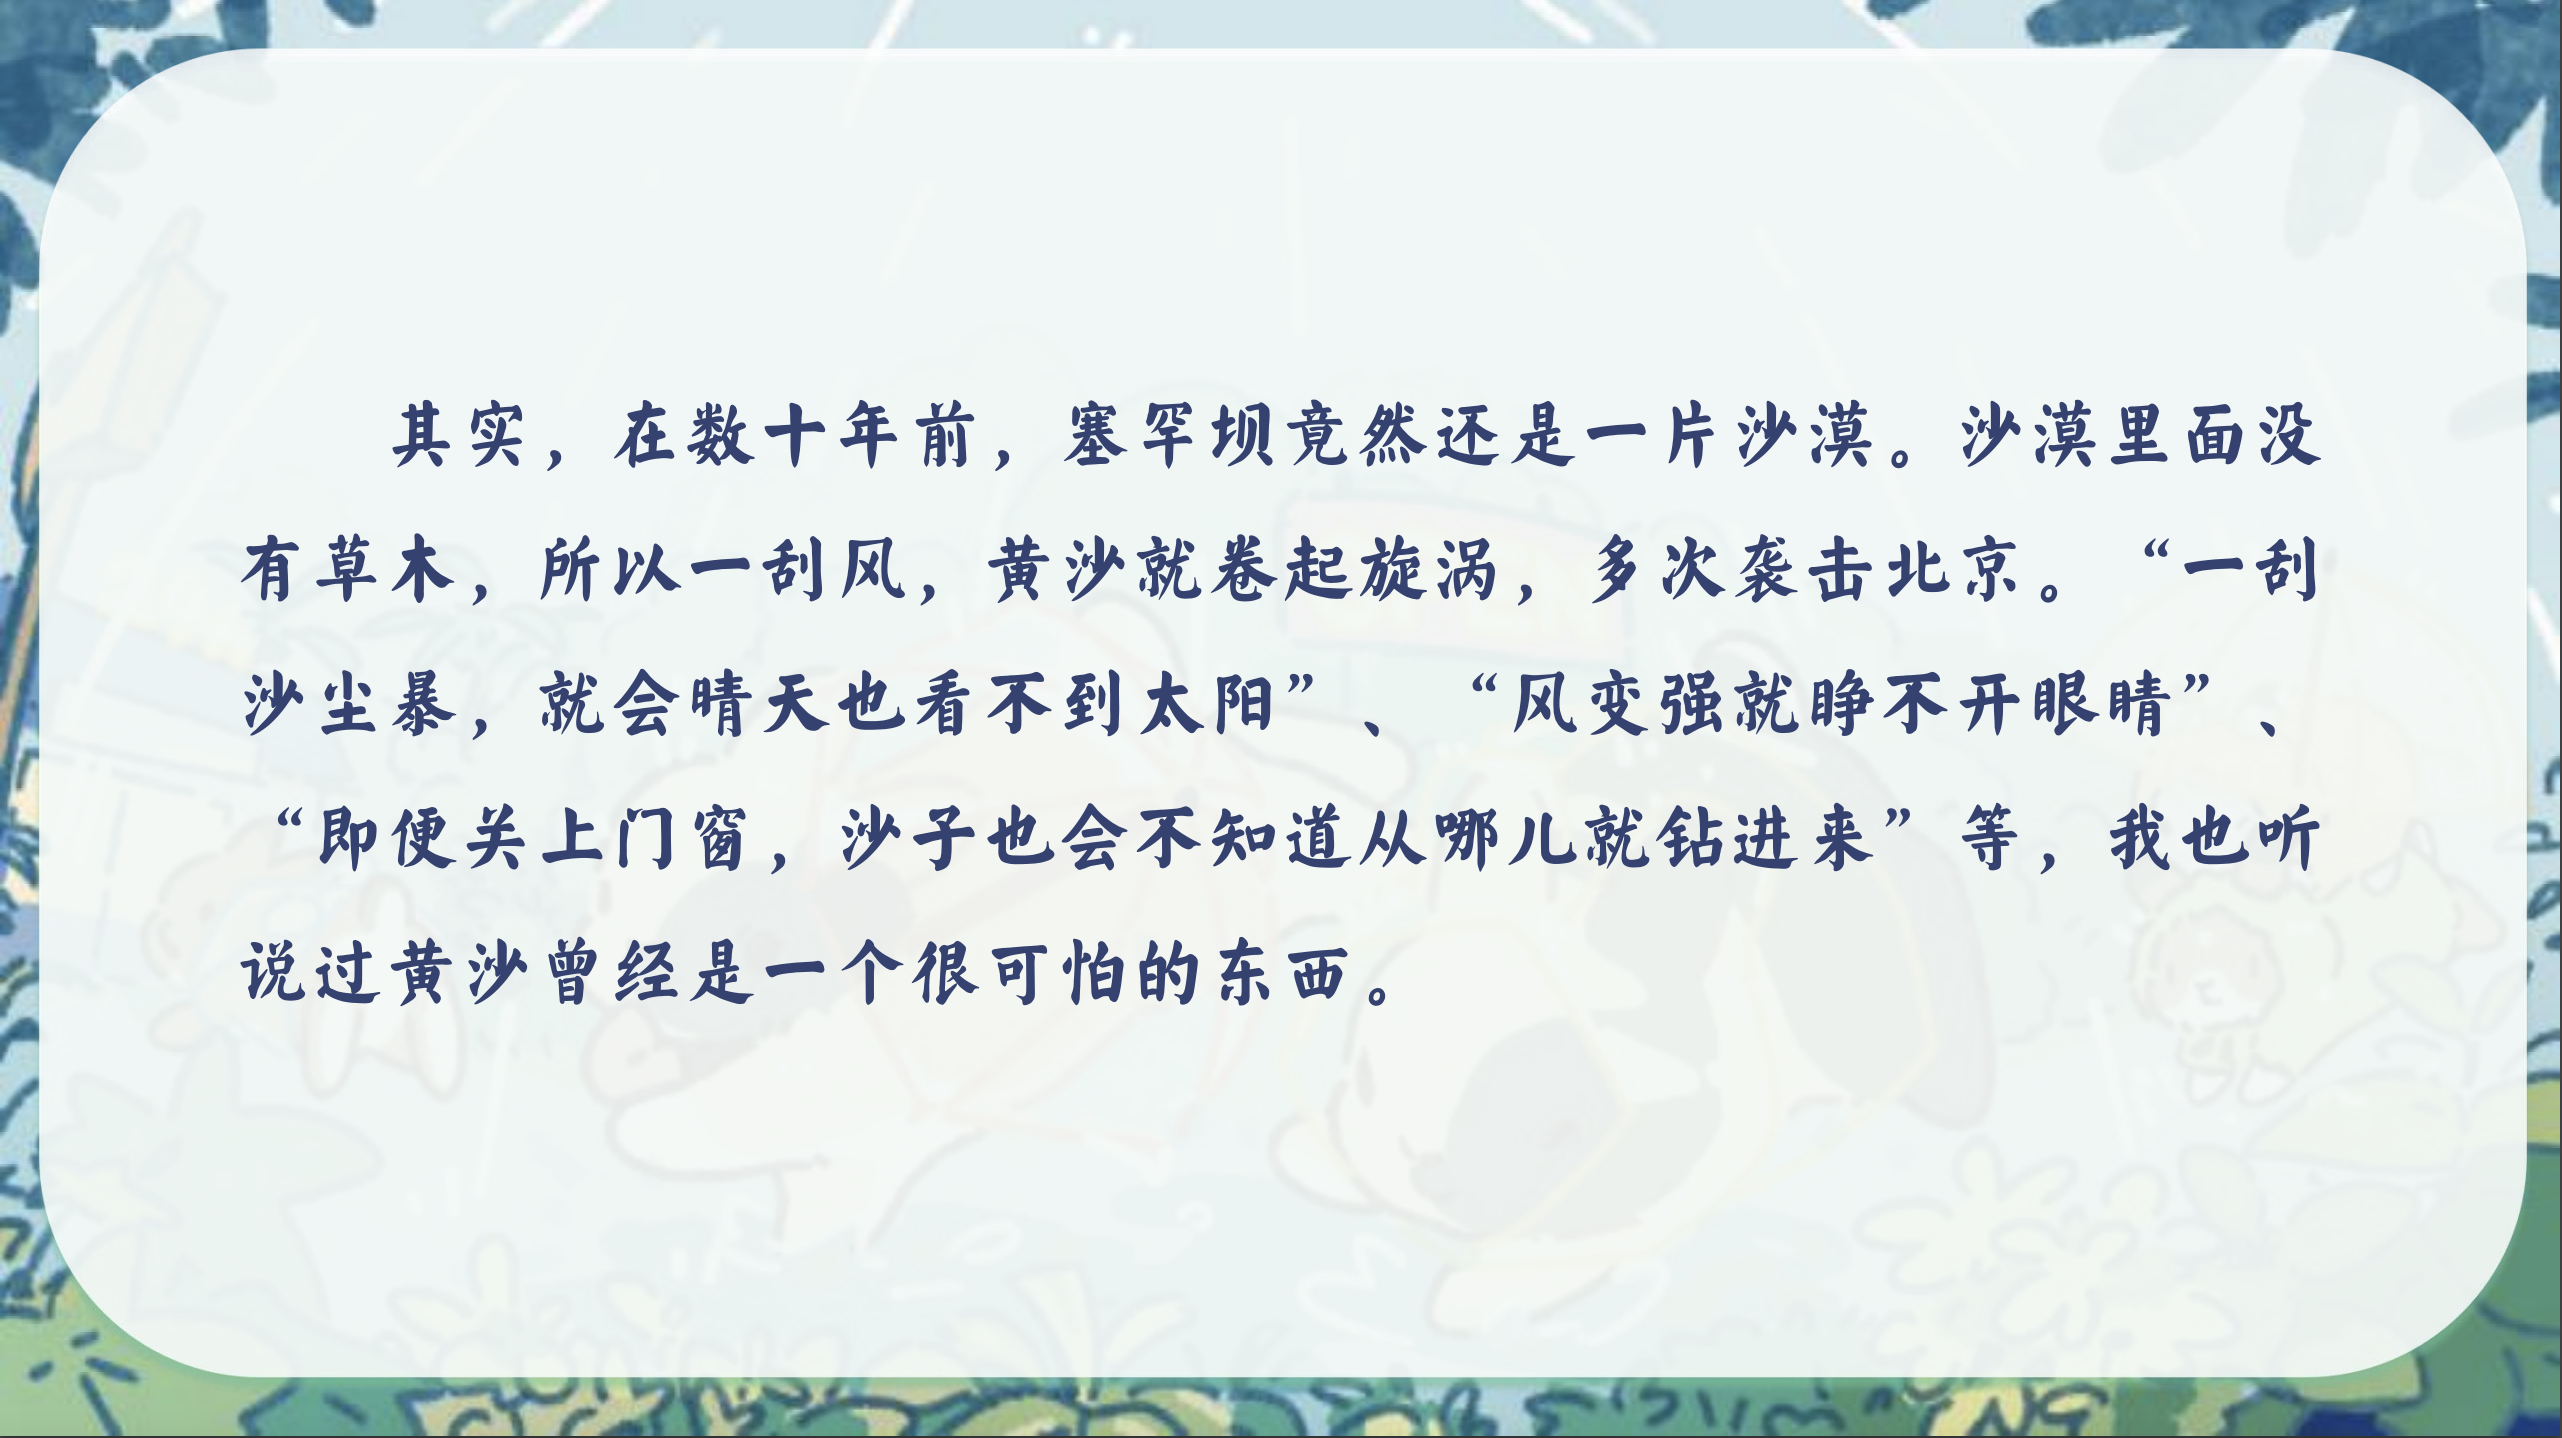 其实，在数十年前，塞罕坝竟然还是一片沙漠。沙漠里面没
有草木，所以一刮风，黄沙就卷起旋涡，多次袭击北京。“一刮
沙尘暴，就会晴天也看不到太阳”、“风变强就睁不开眼睛”、
“即便关上门窗，沙子也会不知道从哪儿就钻进来”等，我也听
说过黄沙曾经是一个很可怕的东西。